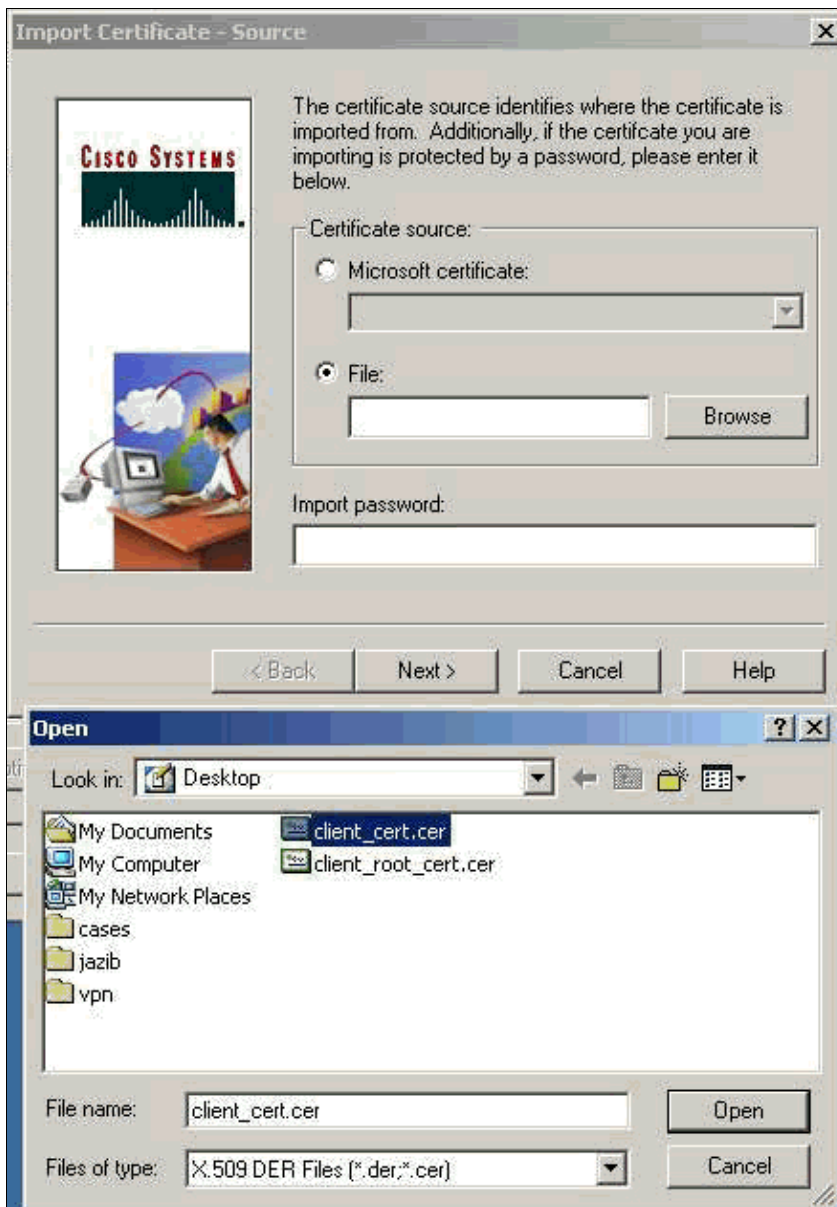 Import Certificate - Source
CISCO SYSTEMS
The certificate source identifies where the certificate is
imported from. Additionally, if the certifcate you are
importing is protected by a password, please enter it
below.
Certificate source:
Microsoft certificate:
File:
Browse
Import password:
< Back
Next >
Cancel
Help
Open
Look in:
Desktop
My Documents
My Computer
My Network Places
cases
jazib
vpn
client_cert.cer
client_root_cert.cer
File name:
client_cert.cer
Open
Files of type:
X.509 DER Files (*.der;*.cer)
Cancel